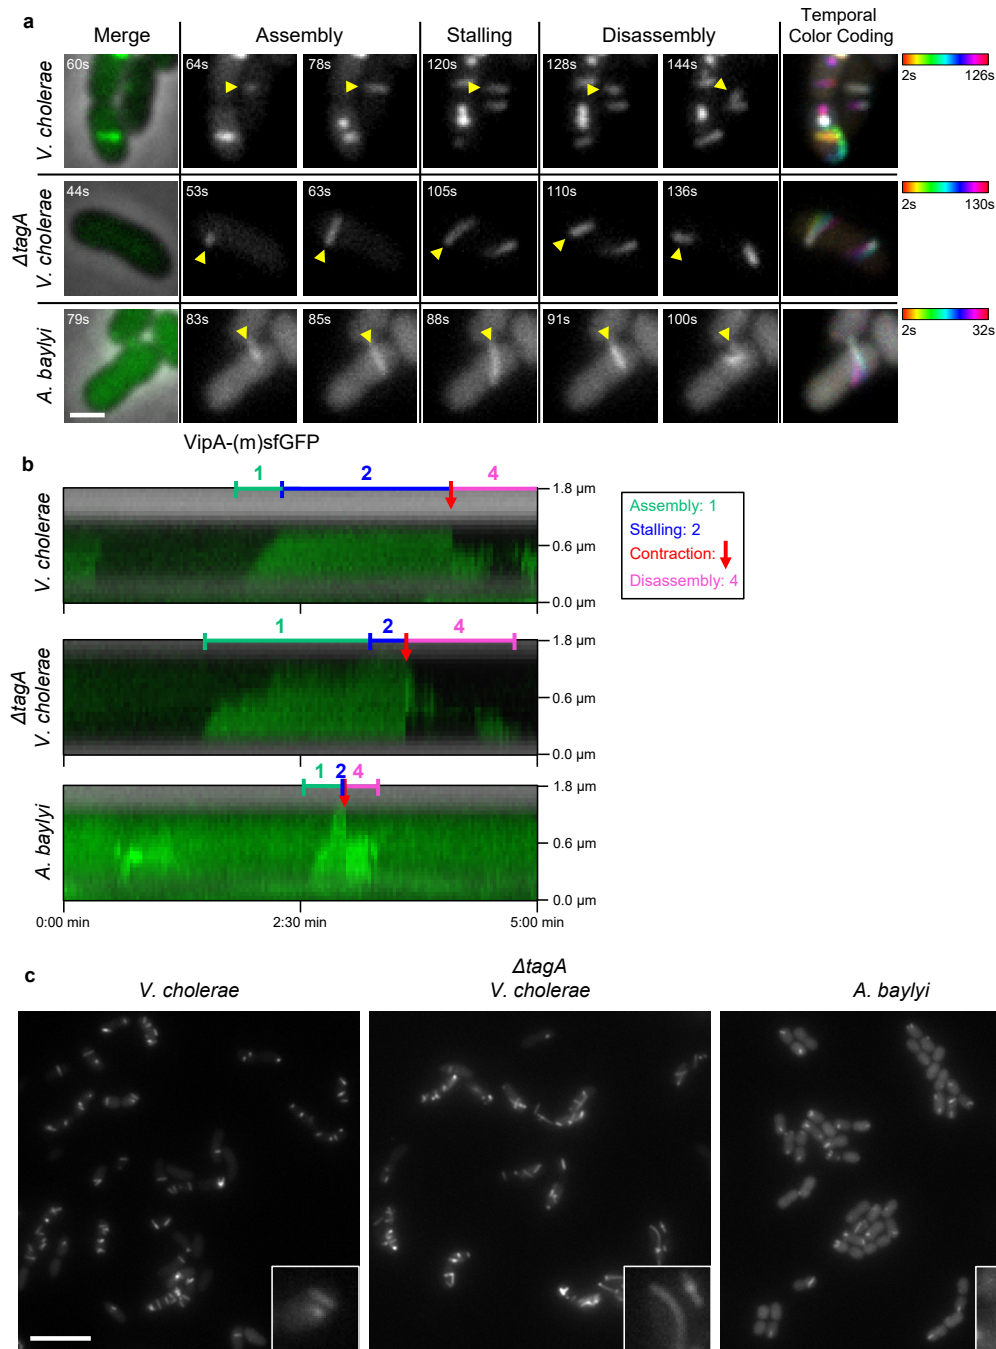 a
Merge
Assembly
Stalling
Disassembly
Temporal
Color Coding
V. cholerae
60s
64s
78s
120s
128s
144s
2s
126s
ΔtagA
V. cholerae
44s
53s
63s
105s
110s
136s
2s
130s
A. baylyi
79s
83s
85s
88s
91s
100s
2s
32s
VipA-(m)sfGFP
b
1
2
4
V. cholerae
1.8 µm
0.6 µm
0.0 µm
Assembly: 1
Stalling: 2
Contraction:
Disassembly: 4
1
2
4
ΔtagA
V. cholerae
1.8 µm
0.6 µm
0.0 µm
1
2
4
A. baylyi
1.8 µm
0.6 µm
0.0 µm
0:00 min
2:30 min
5:00 min
c
V. cholerae
ΔtagA
V. cholerae
A. baylyi